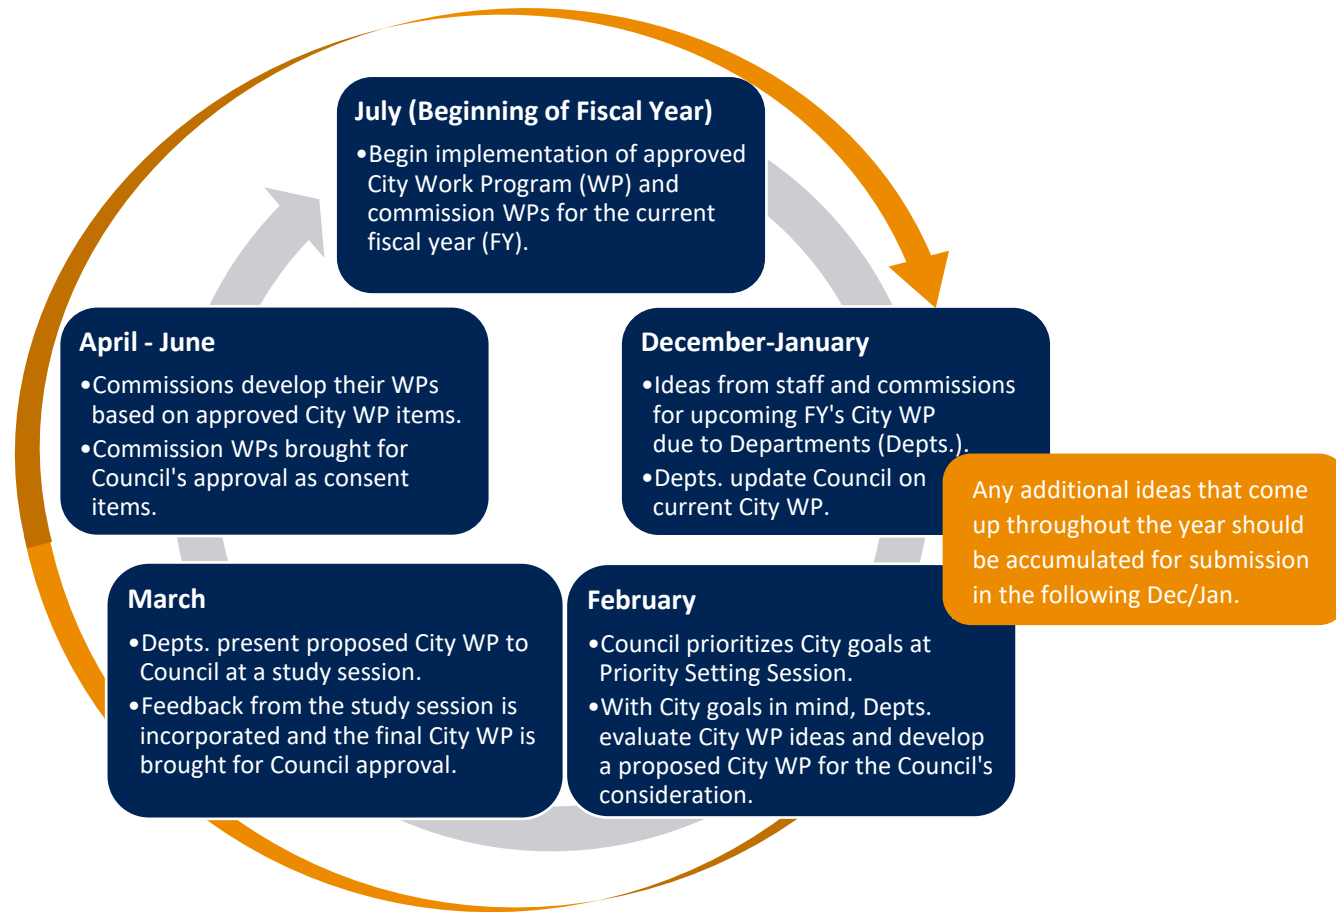 July (Beginning of Fiscal Year)
•Begin implementation of approved
City Work Program (WP) and
commission WPs for the current
fiscal year (FY).
December-January
•Ideas from staff and commissions
for upcoming FY's City WP
due to Departments (Depts.).
•Depts. update Council on
current City WP.
Any additional ideas that come
up throughout the year should
be accumulated for submission
in the following Dec/Jan.
February
•Council prioritizes City goals at
Priority Setting Session.
•With City goals in mind, Depts.
evaluate City WP ideas and develop
a proposed City WP for the Council's
consideration.
March
•Depts. present proposed City WP to
Council at a study session.
•Feedback from the study session is
incorporated and the final City WP is
brought for Council approval.
April - June
•Commissions develop their WPs
based on approved City WP items.
•Commission WPs brought for
Council's approval as consent
items.